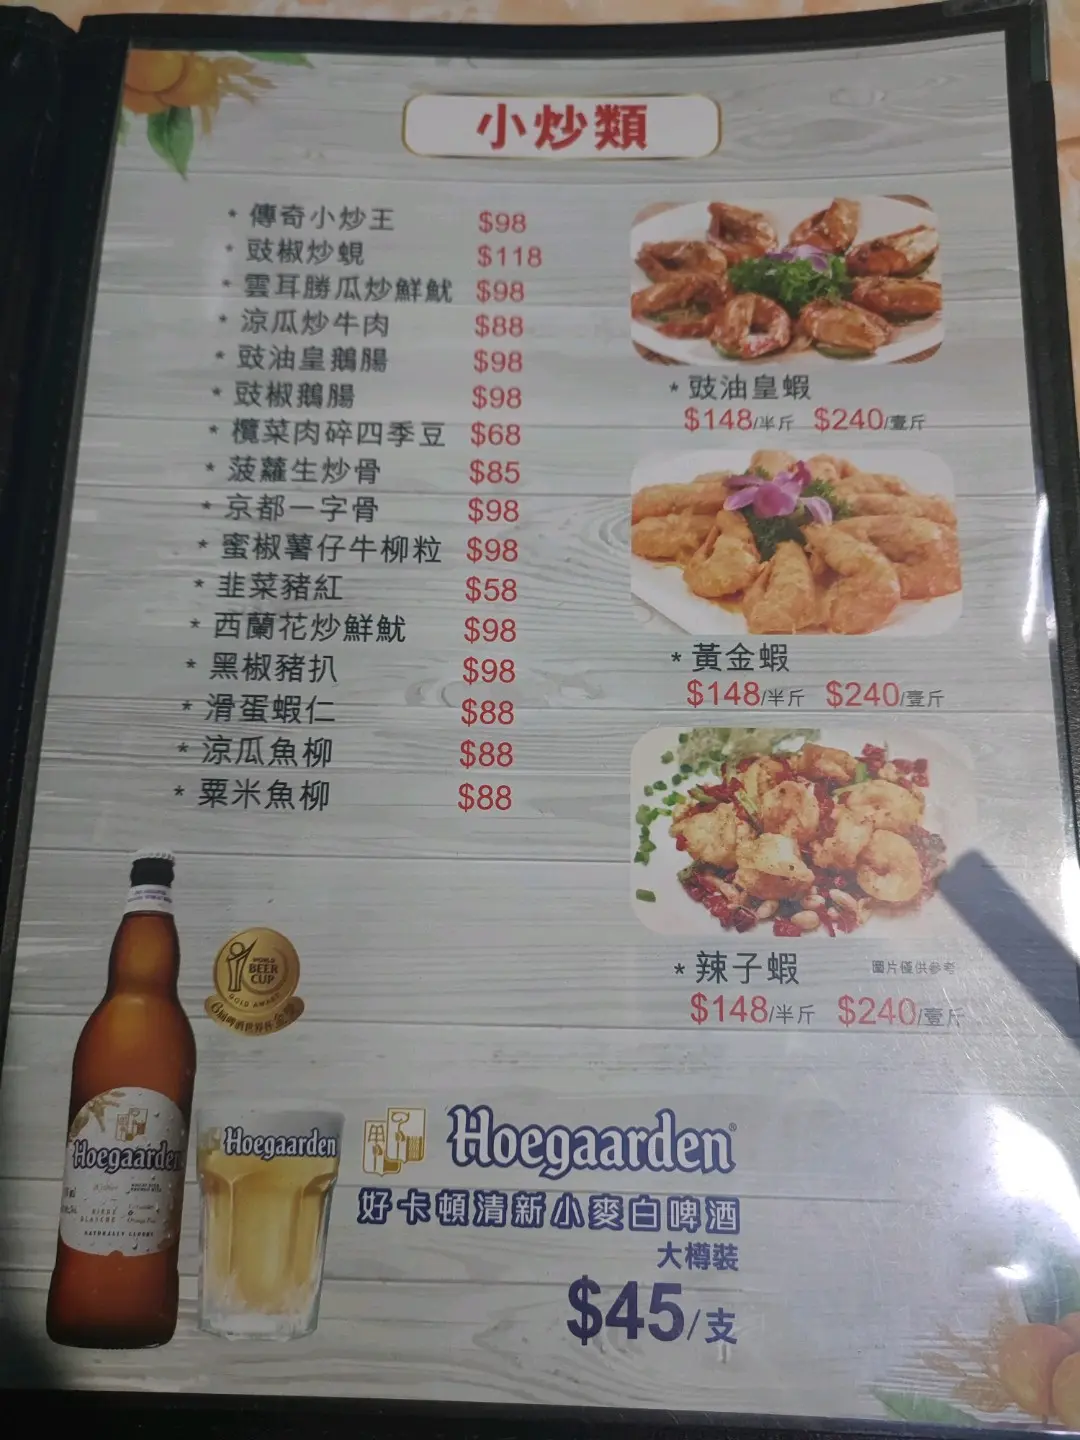 小炒類
* 傳奇小炒王 $98
* 豉椒炒蜆 $118
* 雲耳勝瓜炒鮮魷 $98
* 涼瓜炒牛肉 $88
* 豉油皇鵝腸 $98
* 豉椒鵝腸 $98
* 欖菜肉碎四季豆 $68
* 菠蘿生炒骨 $85
* 京都一字骨 $98
* 蜜椒薯仔牛柳粒 $98
* 韭菜豬紅 $58
* 西蘭花炒鮮魷 $98
* 黑椒豬扒 $98
* 滑蛋蝦仁 $88
* 涼瓜魚柳 $88
* 粟米魚柳 $88
* 豉油皇蝦
$148/半斤 $240/壹斤
* 黃金蝦
$148/半斤 $240/壹斤
* 辣子蝦 圖片僅供參考
$148/半斤 $240/壹斤
WORLD
BEER
CUP
GOLD AWARD
Hoegaarden
Hoegaarden
Hoegaarden®
好卡頓清新小麥白啤酒
大樽裝
$45/支